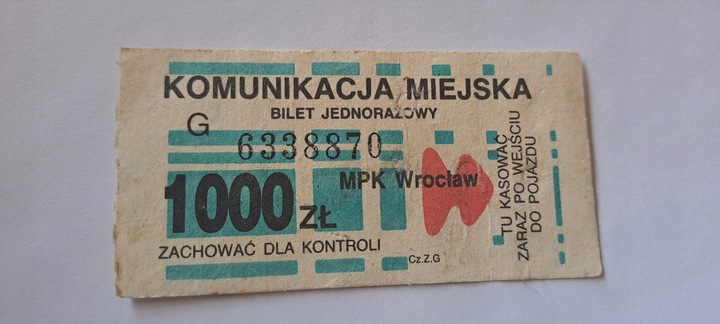 KOMUNIKACJA MIEJSKA
BILET JEDNORAZOWY
G
6338870
MPK Wrocław
1000 ZŁ
ZACHOWAĆ DLA KONTROLI
Cz.Z.G
TU KASOWAĆ
ZARAZ PO WEJŚCIU
DO POJAZDU